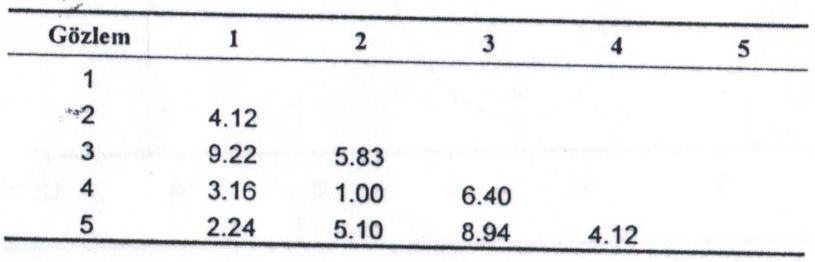 Gözlem 1 2 3 4 5
1
2 4.12
3 9.22 5.83
4 3.16 1.00 6.40
5 2.24 5.10 8.94 4.12